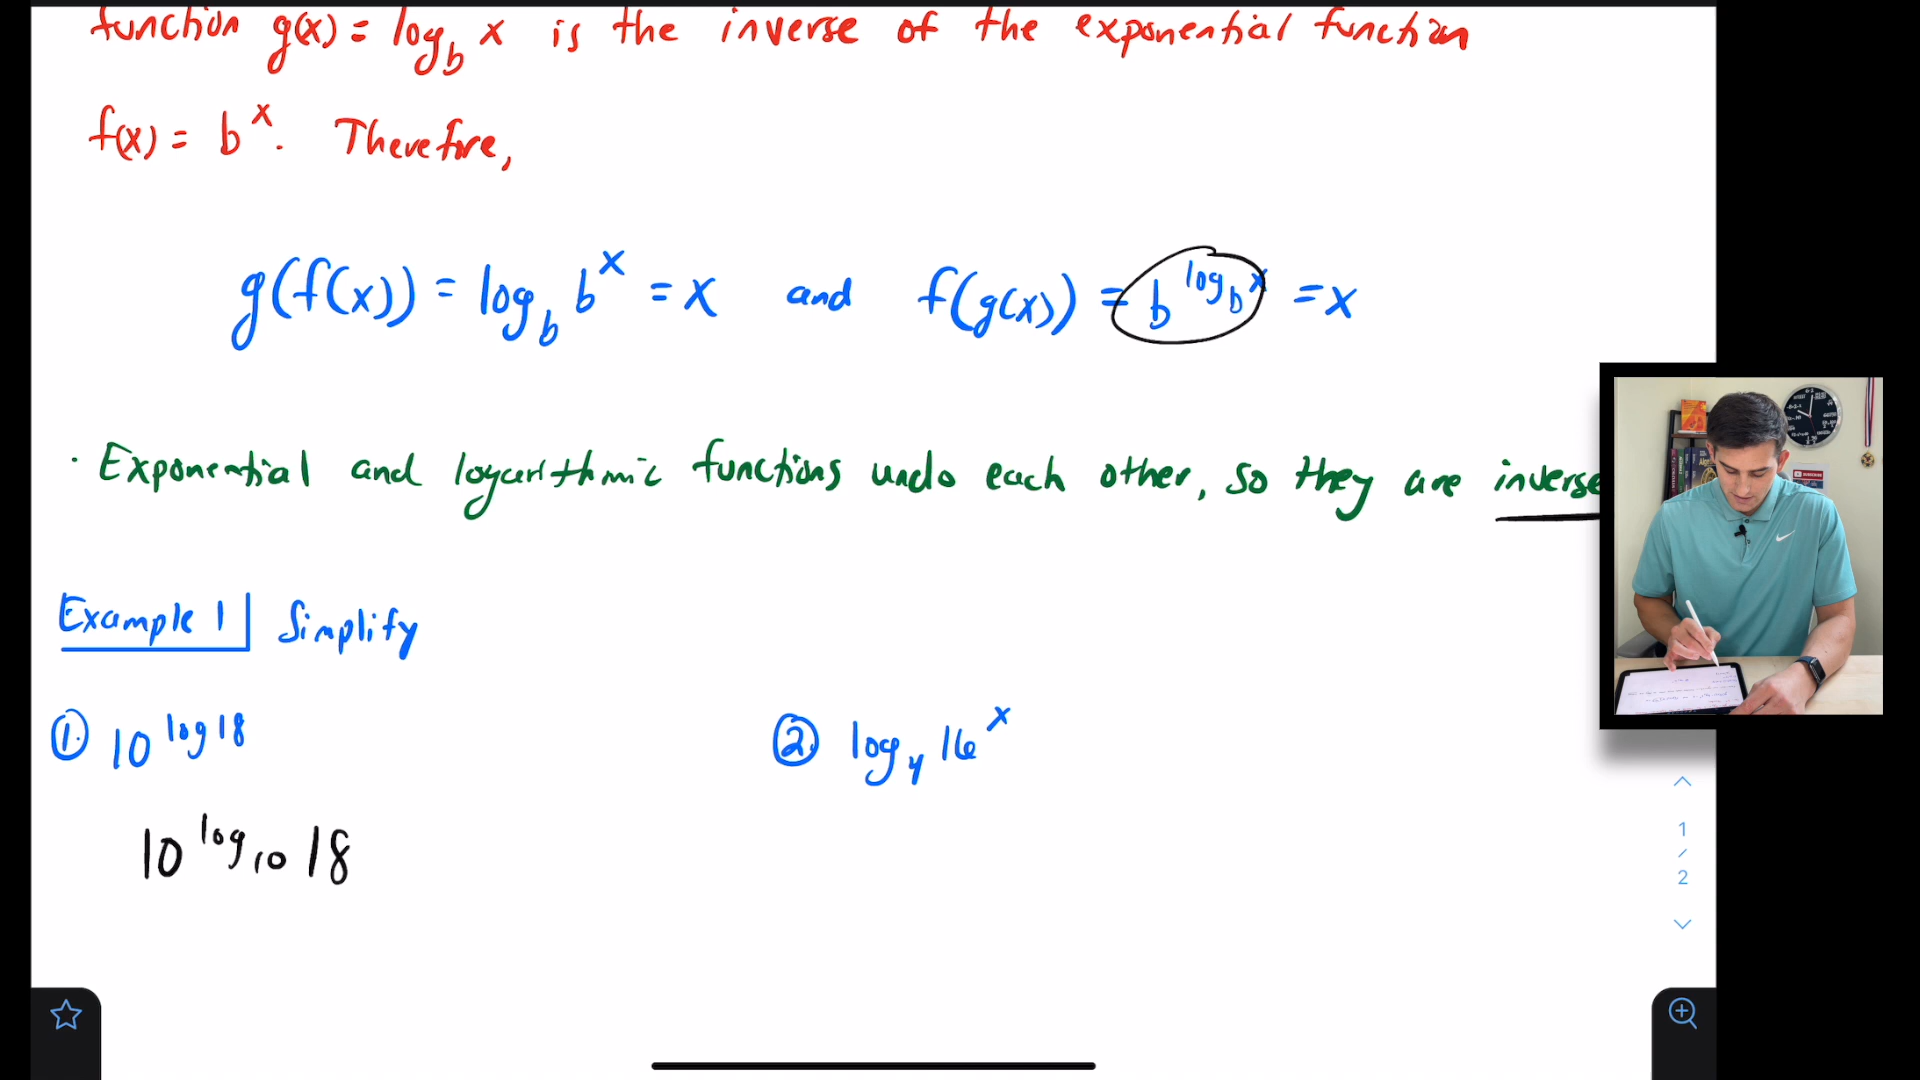 function g(x) = log_b x is the inverse of the exponential function
f(x) = b^x. Therefore,
g(f(x)) = log_b b^x = x and f(g(x)) = b^{log_b x} = x
· Exponential and logarithmic functions undo each other, so they are inverse
Example 1 Simplify
①. 10^{log 18}
②. log_4 16^x
10^{log_10 18}
1
/
2